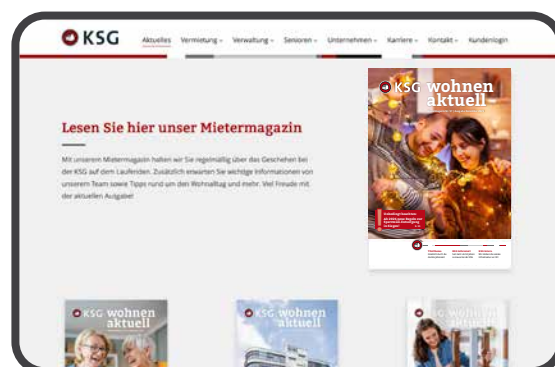 KSG
Aktuelles Vermietung Verwaltung Senioren Unternehmen Karriere Kontakt Kundenlogin
KSG wohnen
aktuell
Lesen Sie hier unser Mietermagazin
Mit unserem Mietermagazin halten wir Sie regelmäßig über das Geschehen bei
der KSG auf dem Laufenden. Zusätzlich erwarten Sie wichtige Informationen von
unserem Team sowie Tipps rund um den Wohnalltag und mehr. Viel Freude mit
der aktuellen Ausgabe!
KSG wohnen
aktuell
KSG wohnen
aktuell
KSG wohnen
aktuell